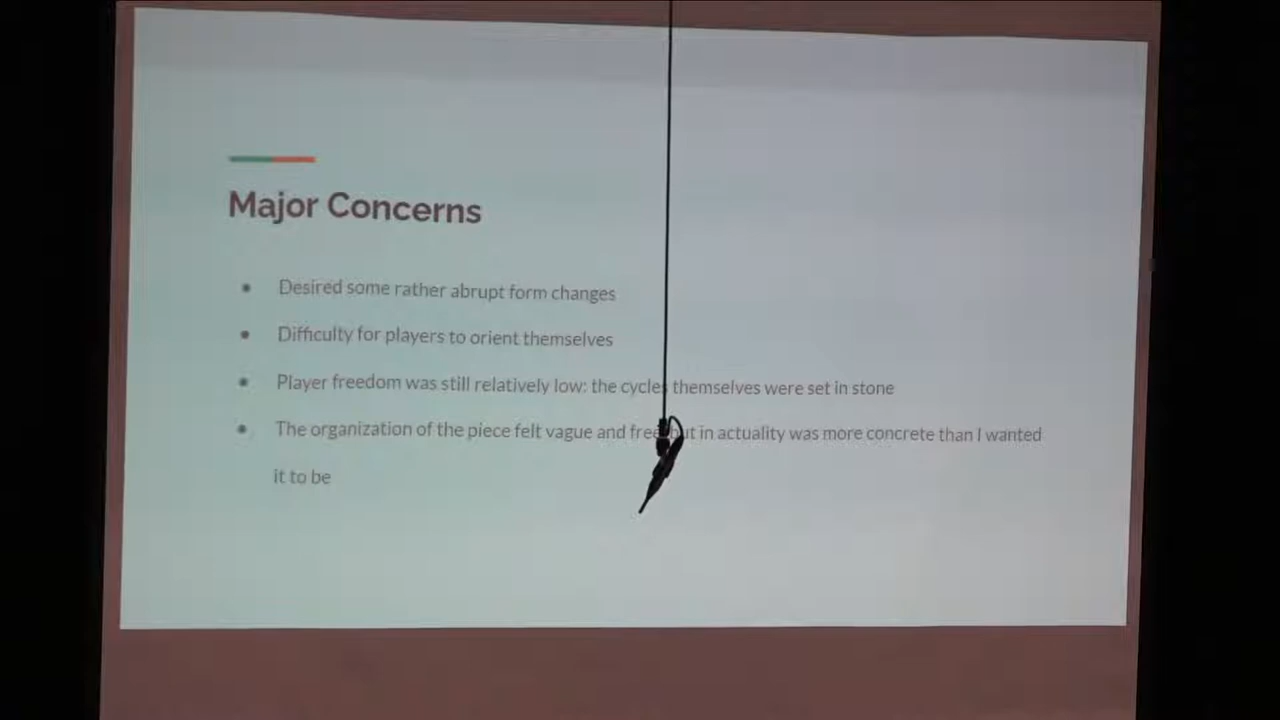 Major Concerns
Desired some rather abrupt form changes
Difficulty for players to orient themselves
Player freedom was still relatively low: the cycles themselves were set in stone
The organization of the piece felt vague and free but in actuality was more concrete than I wanted
it to be